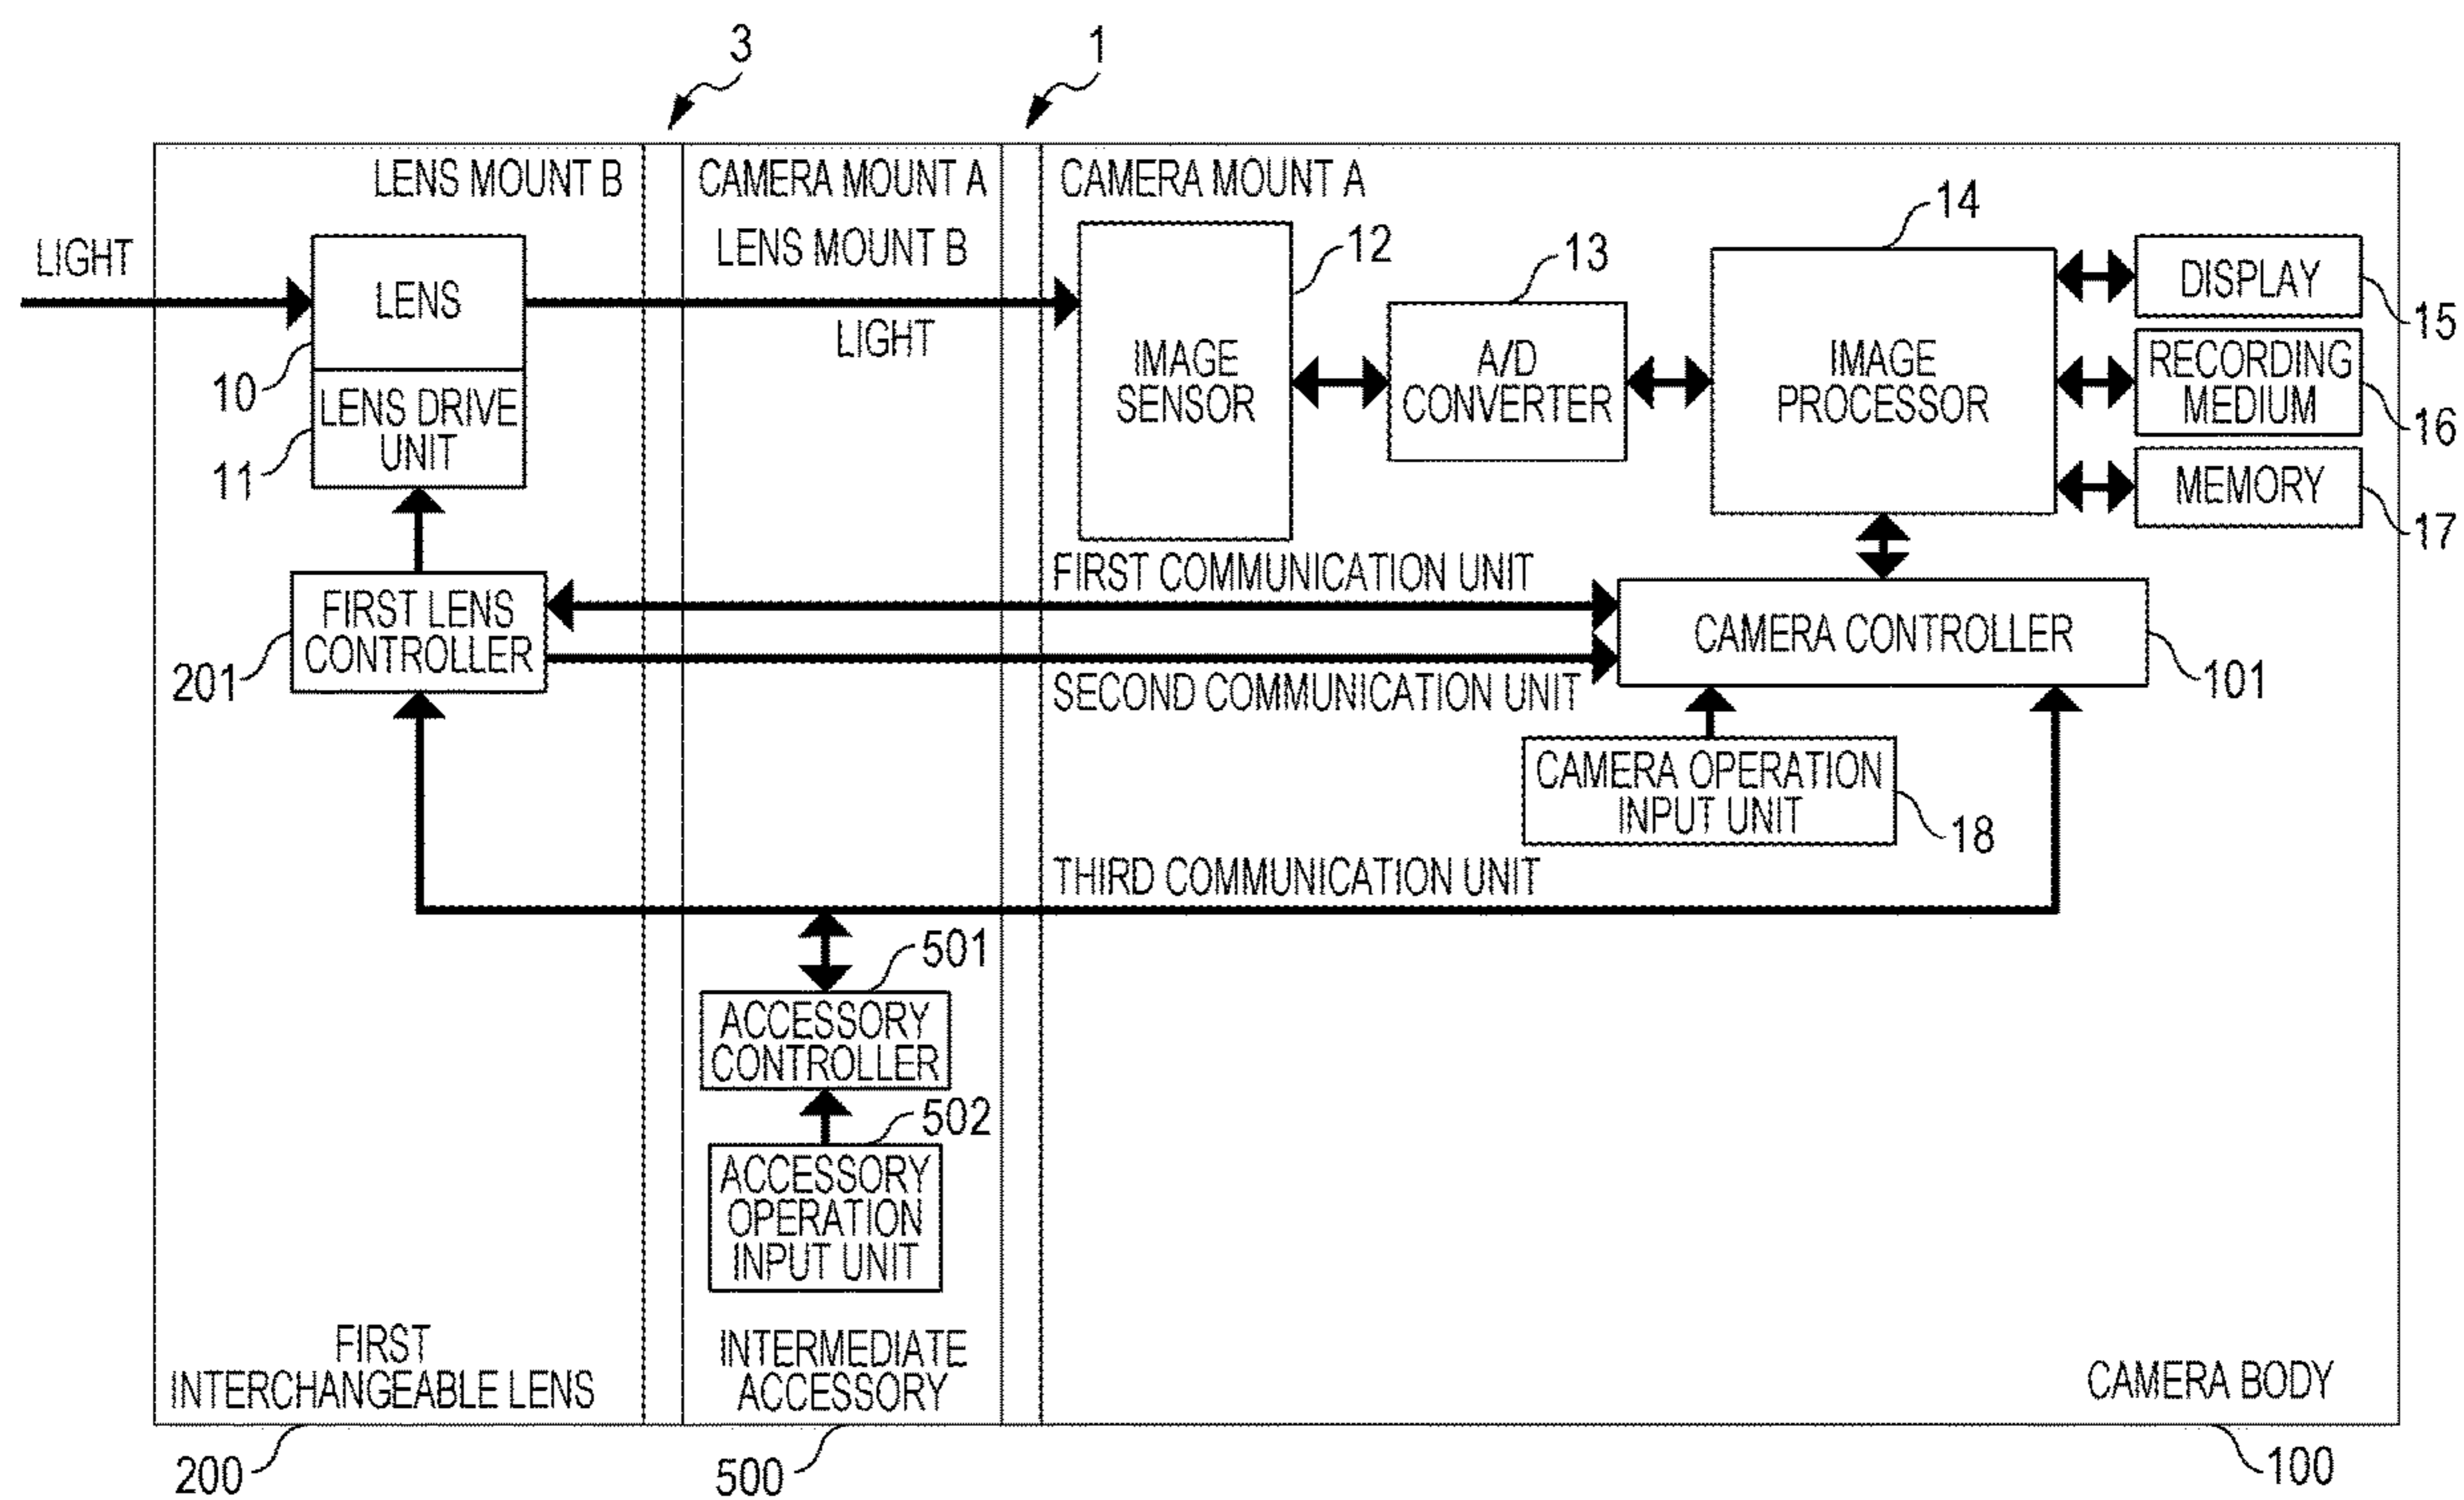 3
1
LENS MOUNT B
CAMERA MOUNT A
CAMERA MOUNT A
LENS MOUNT B
LIGHT
LENS
10
LENS DRIVE
UNIT
11
LIGHT
IMAGE
SENSOR
12
A/D
CONVERTER
13
IMAGE
PROCESSOR
14
DISPLAY
15
RECORDING
MEDIUM
16
MEMORY
17
FIRST COMMUNICATION UNIT
FIRST LENS
CONTROLLER
201
CAMERA CONTROLLER
101
SECOND COMMUNICATION UNIT
CAMERA OPERATION
INPUT UNIT
18
THIRD COMMUNICATION UNIT
501
ACCESSORY
CONTROLLER
502
ACCESSORY
OPERATION
INPUT UNIT
FIRST
INTERCHANGEABLE LENS
INTERMEDIATE
ACCESSORY
CAMERA BODY
200
500
100